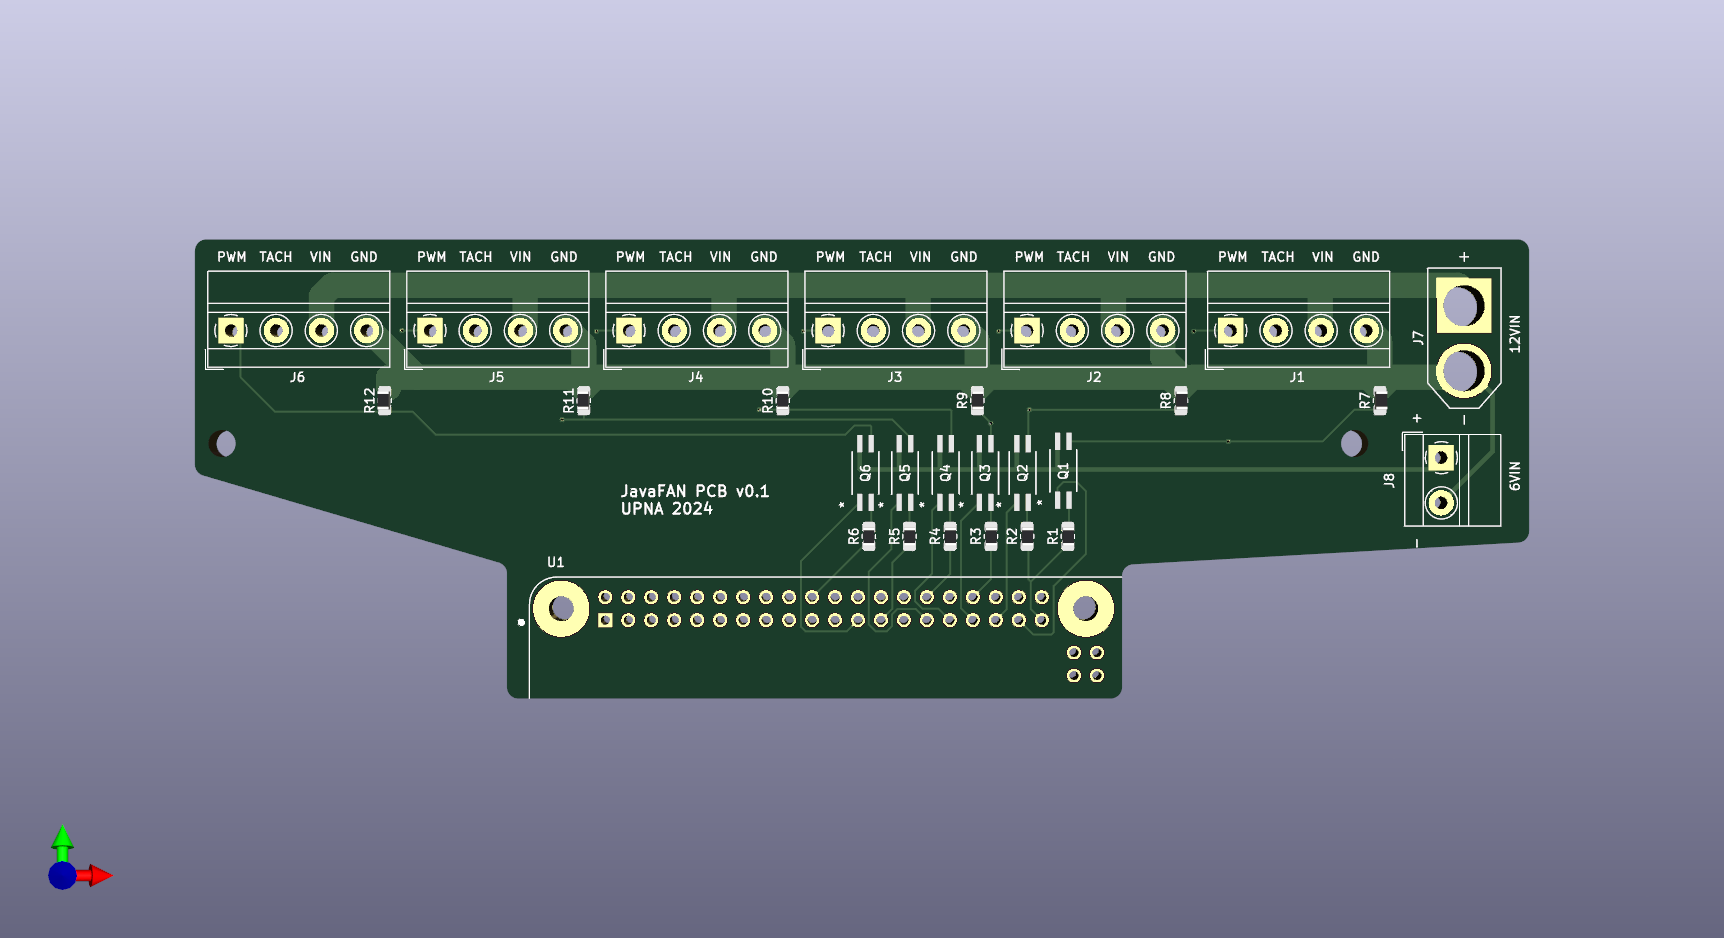 PWM TACH VIN GND PWM TACH VIN GND PWM TACH VIN GND PWM TACH VIN GND PWM TACH VIN GND PWM TACH VIN GND +
J7 12VIN
J6 J5 J4 J3 J2 J1
R12 R11 R10 R9 R8 R7
+ −
Q6 Q5 Q4 Q3 Q2 Q1
J8 6VIN
JavaFAN PCB v0.1
UPNA 2024
* * * * * *
R6 R5 R4 R3 R2 R1
−
U1